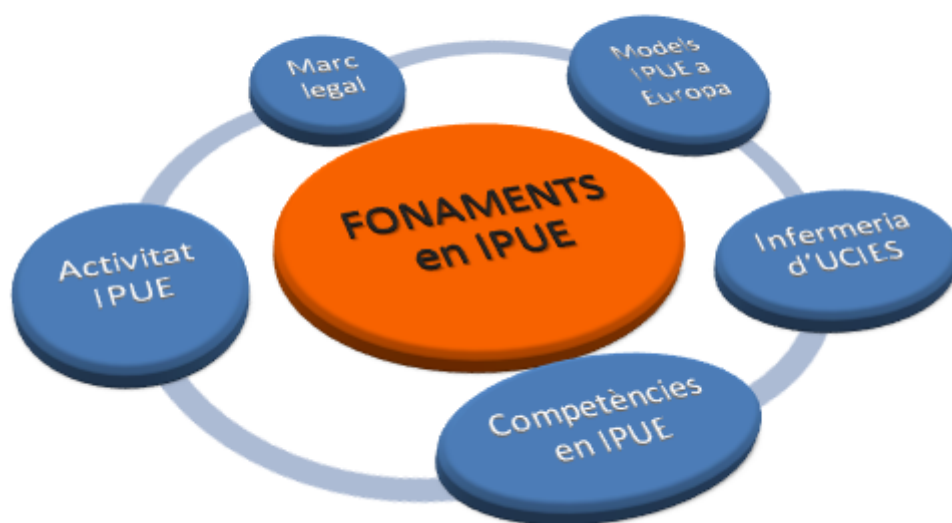 Marc
legal
Models
IPUE a
Europa
FONAMENTS
en IPUE
Infermeria
d'UCIES
Activitat
IPUE
Competències
en IPUE